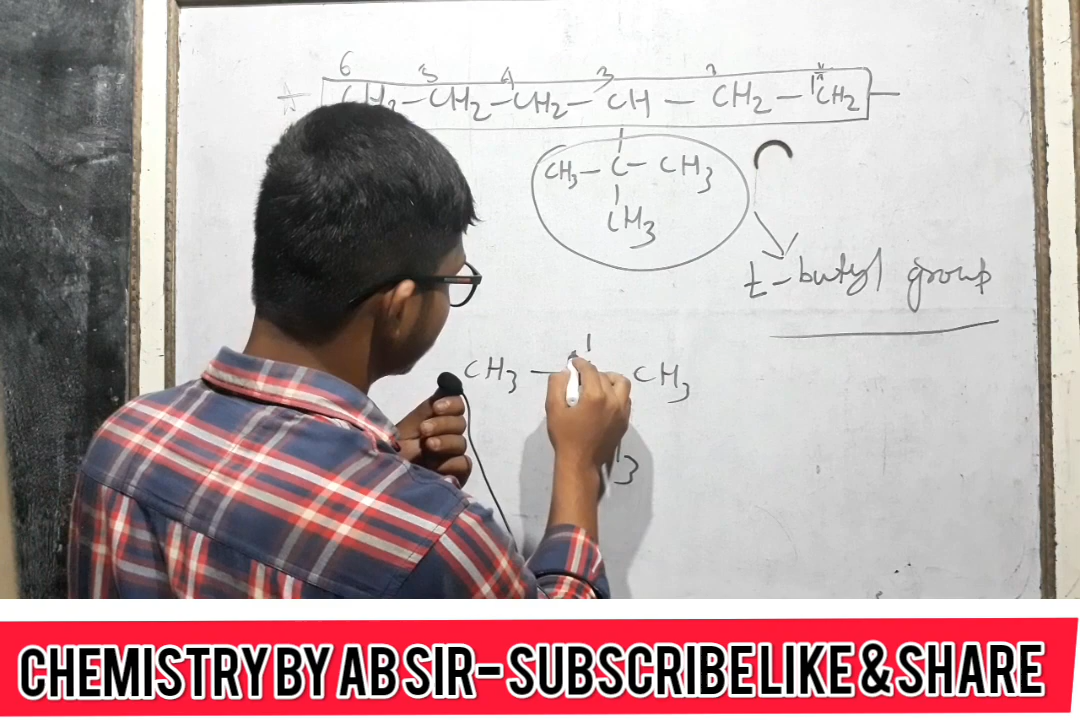 6 5 4 3 2 1
CH2-CH2-CH2-CH-CH2-CH2-
CH3-C-CH3
CH3
t-butyl group
CH3 - CH3
3
CHEMISTRY BY AB SIR- SUBSCRIBE LIKE & SHARE